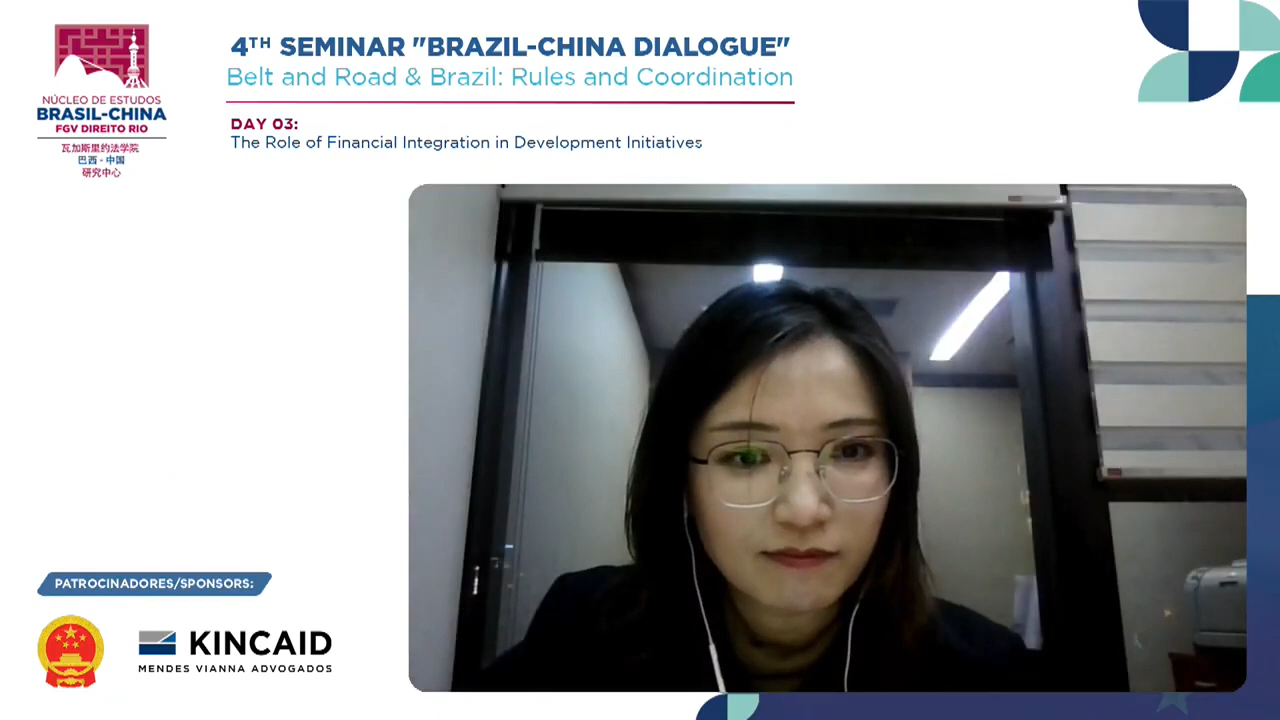 4TH SEMINAR "BRAZIL-CHINA DIALOGUE"
Belt and Road & Brazil: Rules and Coordination
DAY 03:
The Role of Financial Integration in Development Initiatives
NÚCLEO DE ESTUDOS
BRASIL-CHINA
FGV DIREITO RIO
瓦加斯里约法学院
巴西 - 中国
研究中心
PATROCINADORES/SPONSORS:
KINCAID
MENDES VIANNA ADVOGADOS